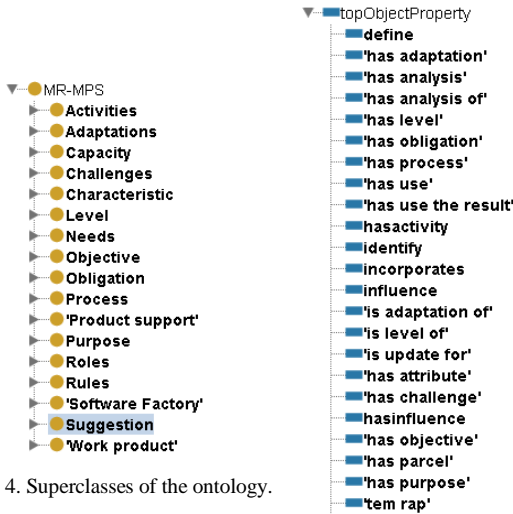 MR-MPS
Activities
Adaptations
Capacity
Challenges
Characteristic
Level
Needs
Objective
Obligation
Process
'Product support'
Purpose
Roles
Rules
'Software Factory'
Suggestion
'Work product'
4. Superclasses of the ontology.
topObjectProperty
define
'has adaptation'
'has analysis'
'has analysis of'
'has level'
'has obligation'
'has process'
'has use'
'has use the result'
hasactivity
identify
incorporates
influence
'is adaptation of'
'is level of'
'is update for'
'has attribute'
'has challenge'
hasinfluence
'has objective'
'has parcel'
'has purpose'
'tem rap'